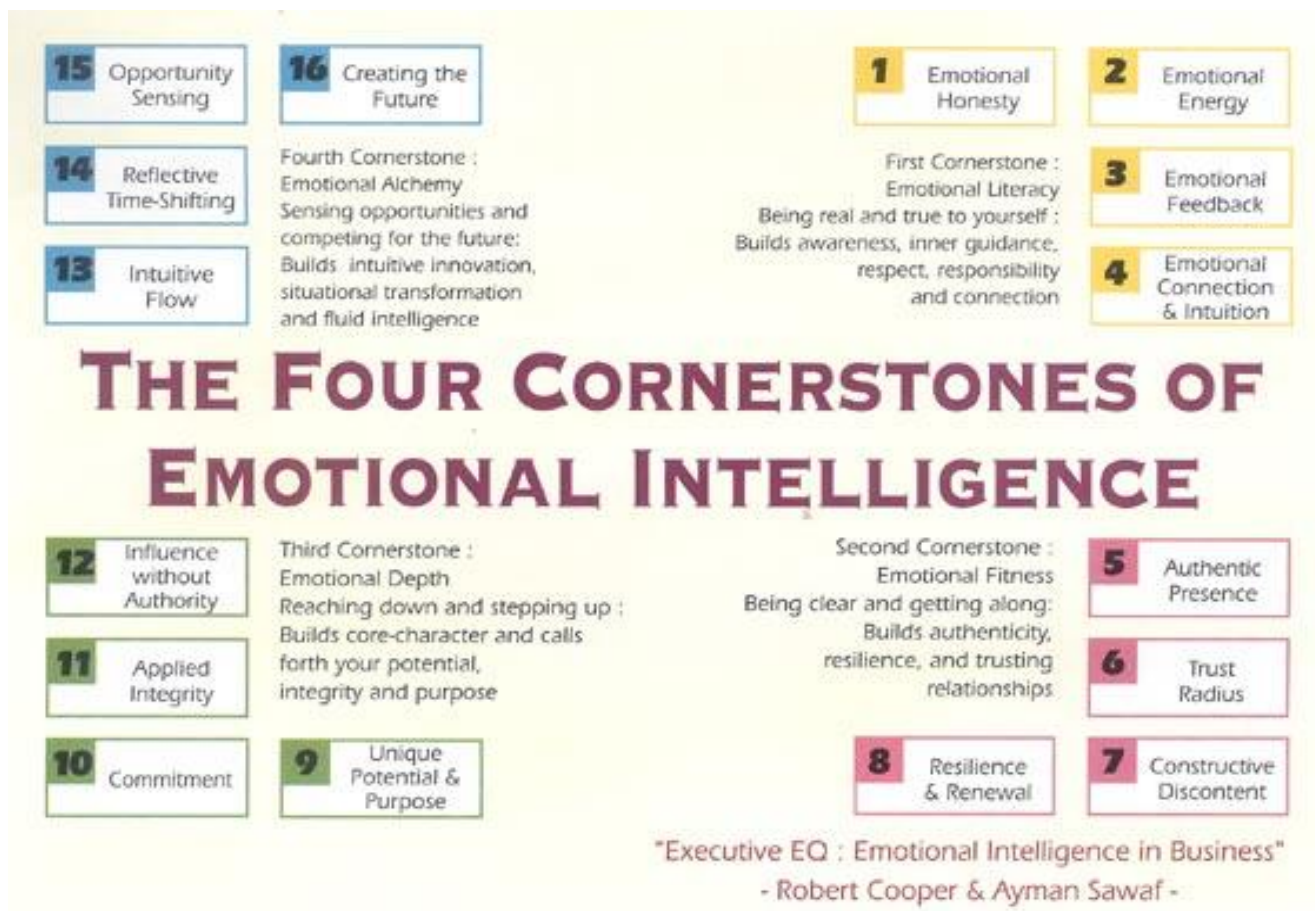 15 Opportunity
Sensing
16 Creating the
Future
14 Reflective
Time-Shifting
13 Intuitive
Flow
Fourth Cornerstone :
Emotional Alchemy
Sensing opportunities and
competing for the future:
Builds intuitive innovation,
situational transformation
and fluid intelligence
1 Emotional
Honesty
2 Emotional
Energy
3 Emotional
Feedback
4 Emotional
Connection
& Intuition
First Cornerstone :
Emotional Literacy
Being real and true to yourself :
Builds awareness, inner guidance,
respect, responsibility
and connection
THE FOUR CORNERSTONES OF
EMOTIONAL INTELLIGENCE
12 Influence
without
Authority
11 Applied
Integrity
10 Commitment
9 Unique
Potential &
Purpose
Third Cornerstone :
Emotional Depth
Reaching down and stepping up :
Builds core-character and calls
forth your potential,
integrity and purpose
Second Cornerstone :
Emotional Fitness
Being clear and getting along:
Builds authenticity,
resilience, and trusting
relationships
5 Authentic
Presence
6 Trust
Radius
8 Resilience
& Renewal
7 Constructive
Discontent
"Executive EQ : Emotional Intelligence in Business"
- Robert Cooper & Ayman Sawaf -